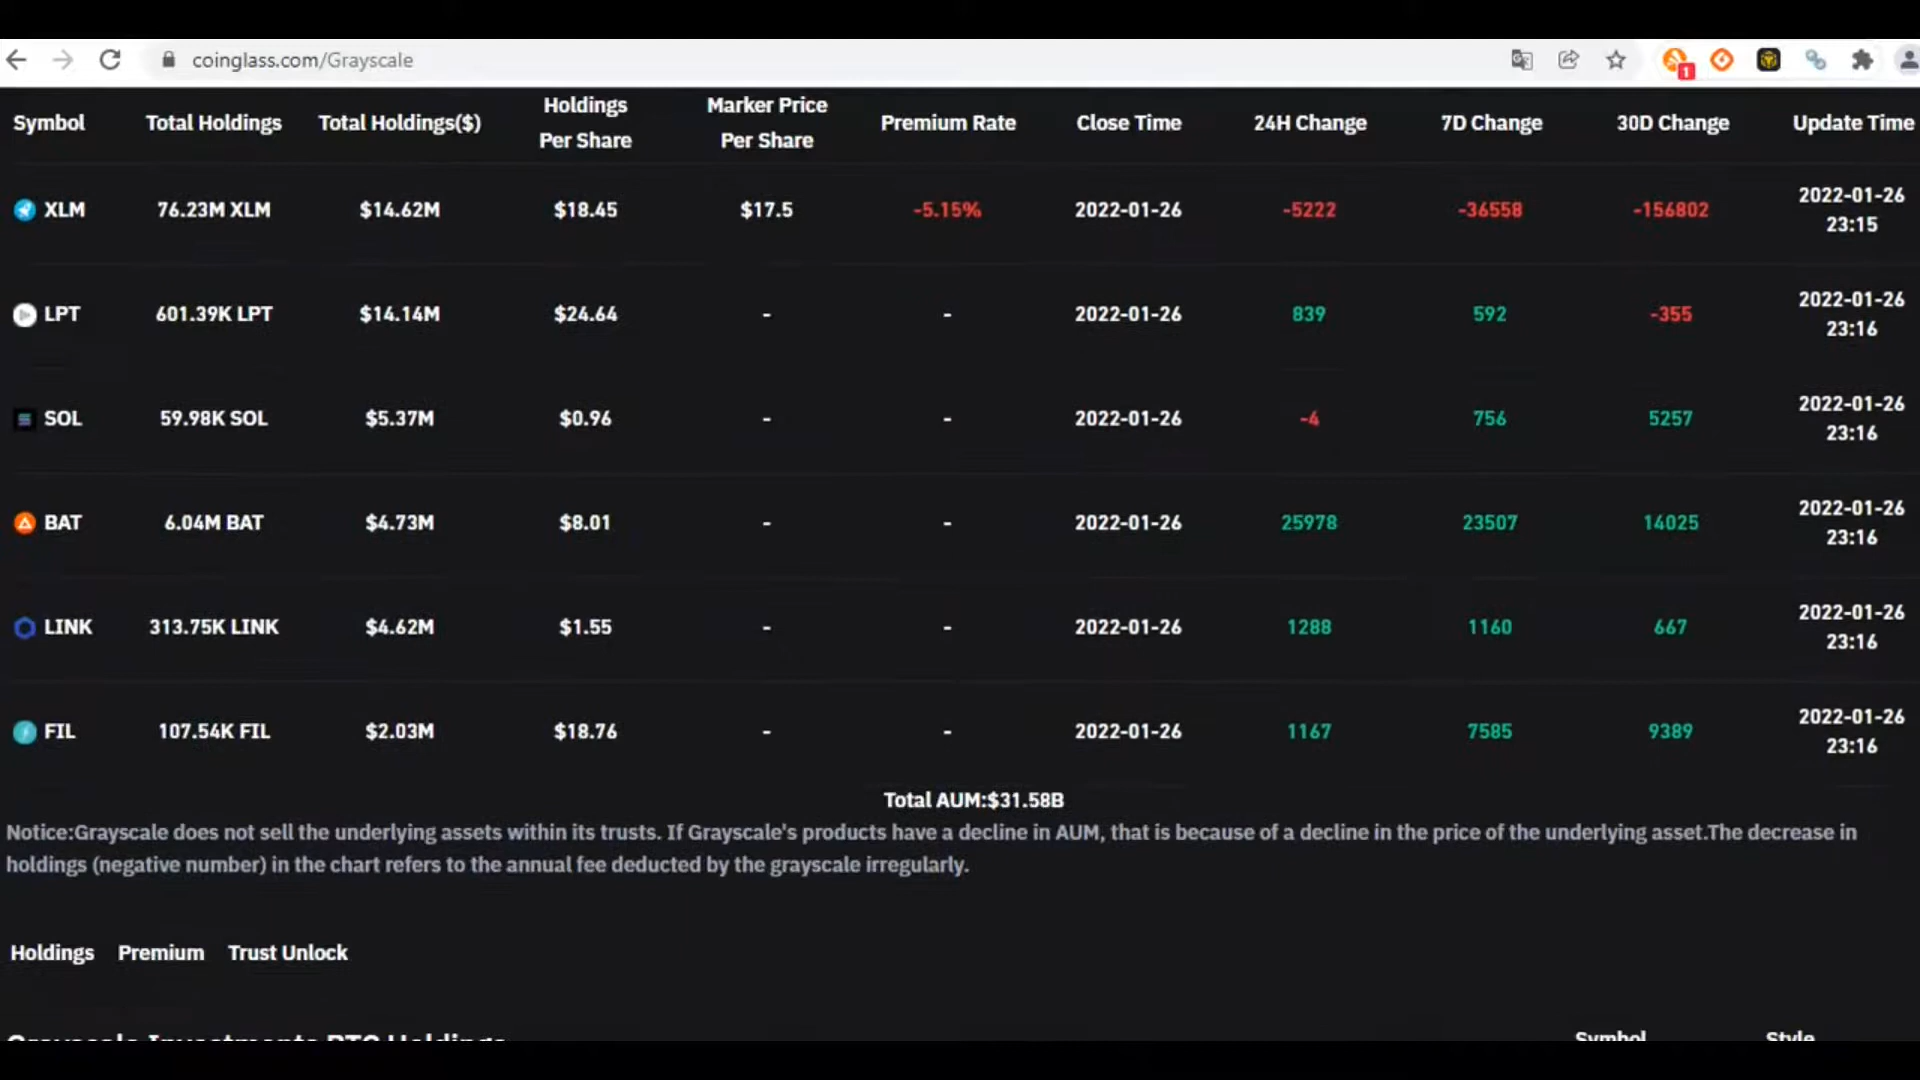 coinglass.com/Grayscale
1
Symbol Total Holdings Total Holdings($) Holdings Per Share Marker Price Per Share Premium Rate Close Time 24H Change 7D Change 30D Change Update Time
XLM 76.23M XLM $14.62M $18.45 $17.5 -5.15% 2022-01-26 -5222 -36558 -156802 2022-01-26 23:15
LPT 601.39K LPT $14.14M $24.64 - - 2022-01-26 839 592 -355 2022-01-26 23:16
SOL 59.98K SOL $5.37M $0.96 - - 2022-01-26 -4 756 5257 2022-01-26 23:16
BAT 6.04M BAT $4.73M $8.01 - - 2022-01-26 25978 23507 14025 2022-01-26 23:16
LINK 313.75K LINK $4.62M $1.55 - - 2022-01-26 1288 1160 667 2022-01-26 23:16
FIL 107.54K FIL $2.03M $18.76 - - 2022-01-26 1167 7585 9389 2022-01-26 23:16
Total AUM:$31.58B
Notice:Grayscale does not sell the underlying assets within its trusts. If Grayscale's products have a decline in AUM, that is because of a decline in the price of the underlying asset.The decrease in
holdings (negative number) in the chart refers to the annual fee deducted by the grayscale irregularly.
Holdings Premium Trust Unlock
Grayscale Investments BTC Holdings Symbol Style